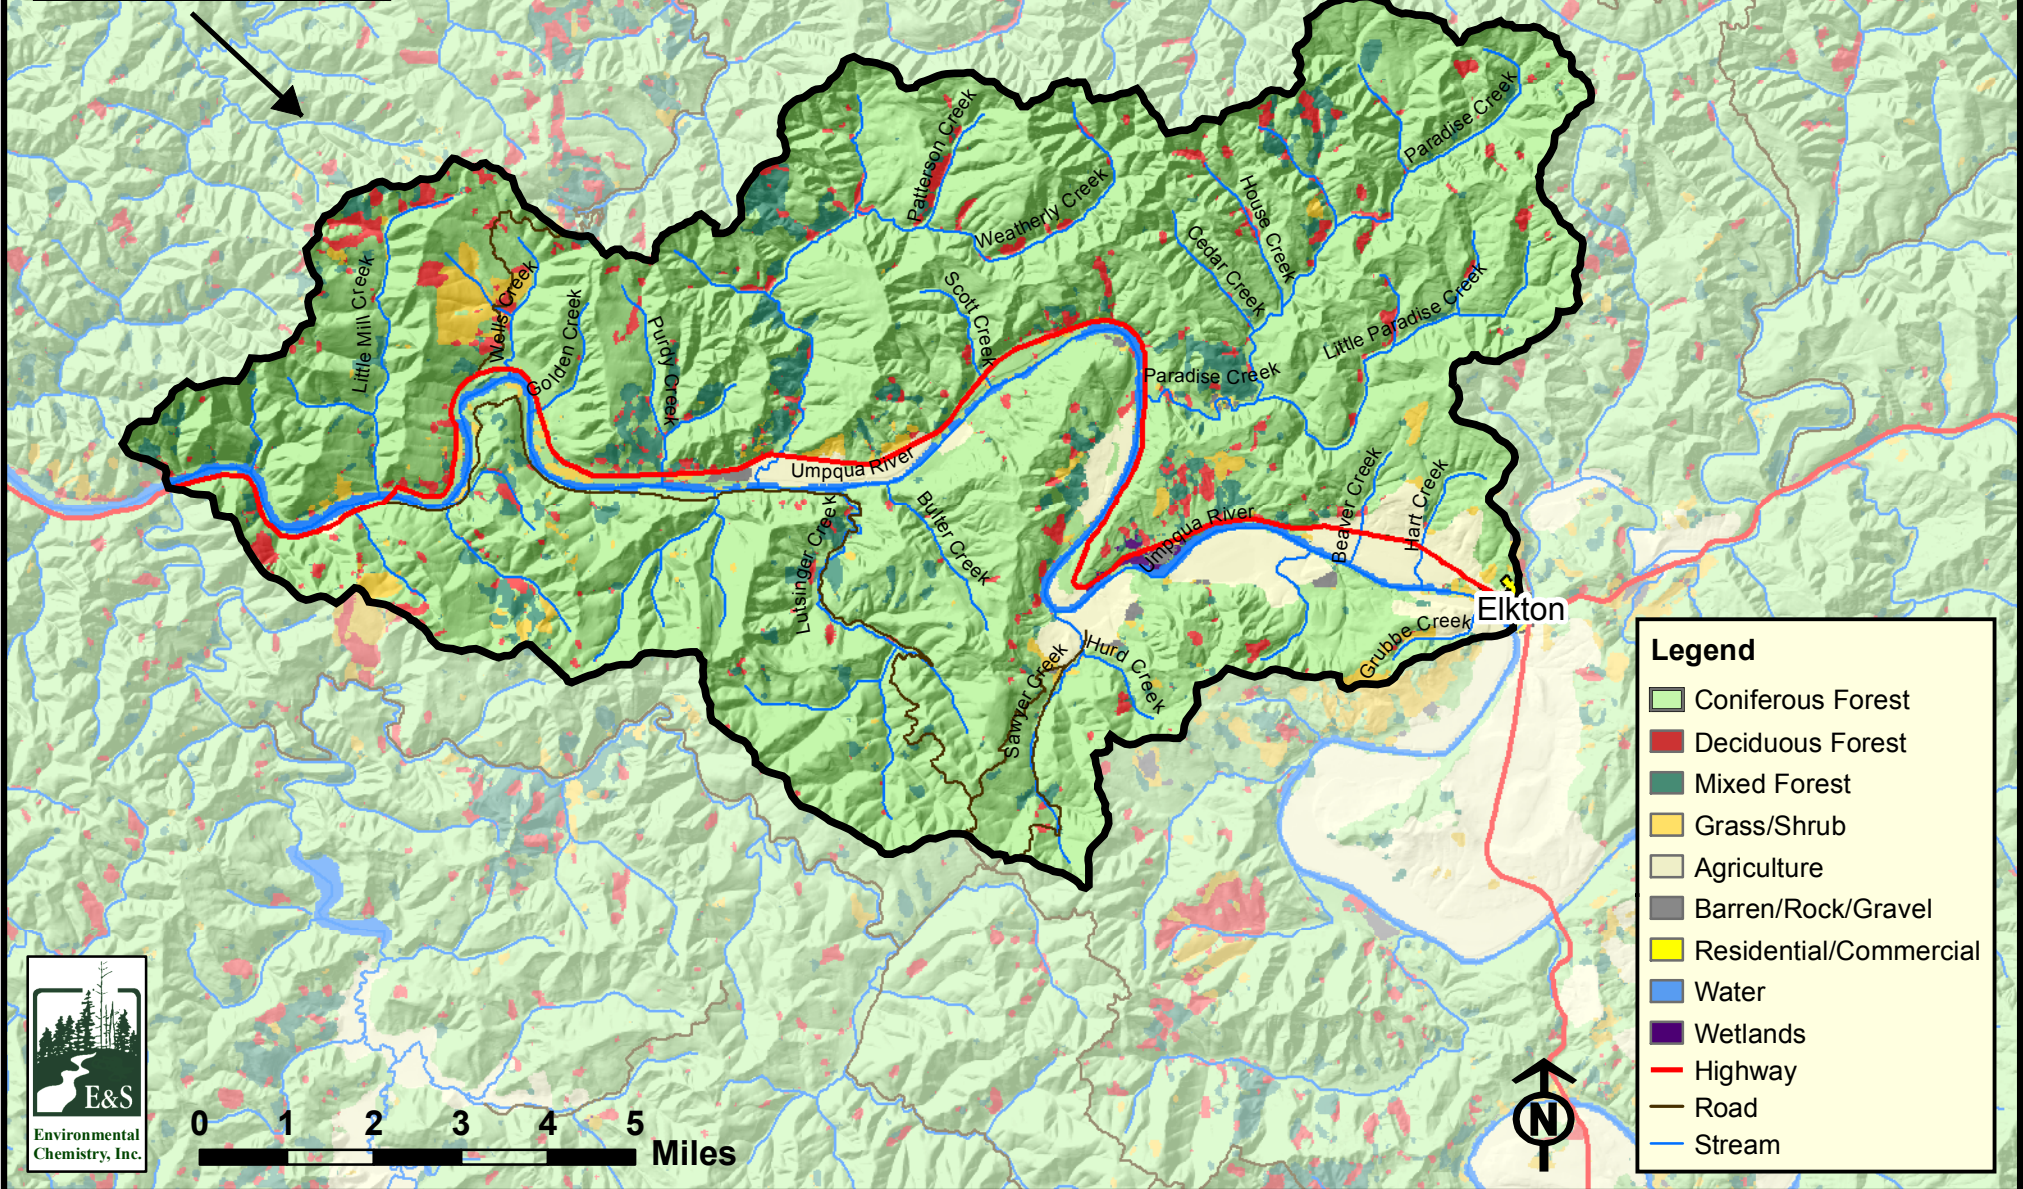 Patterson Creek
Weatherly Creek
Paradise Creek
House Creek
Cedar Creek
Little Paradise Creek
Little Mill Creek
Wells Creek
Golden Creek
Purdy Creek
Scott Creek
Paradise Creek
Umpqua River
Butler Creek
Lutsinger Creek
Umpqua River
Beaver Creek
Hart Creek
Elkton
Grubbe Creek
Hurd Creek
Sawyer Creek
Legend
Coniferous Forest
Deciduous Forest
Mixed Forest
Grass/Shrub
Agriculture
Barren/Rock/Gravel
Residential/Commercial
Water
Wetlands
Highway
Road
Stream
N
E&S
Environmental
Chemistry, Inc.
0 1 2 3 4 5
Miles